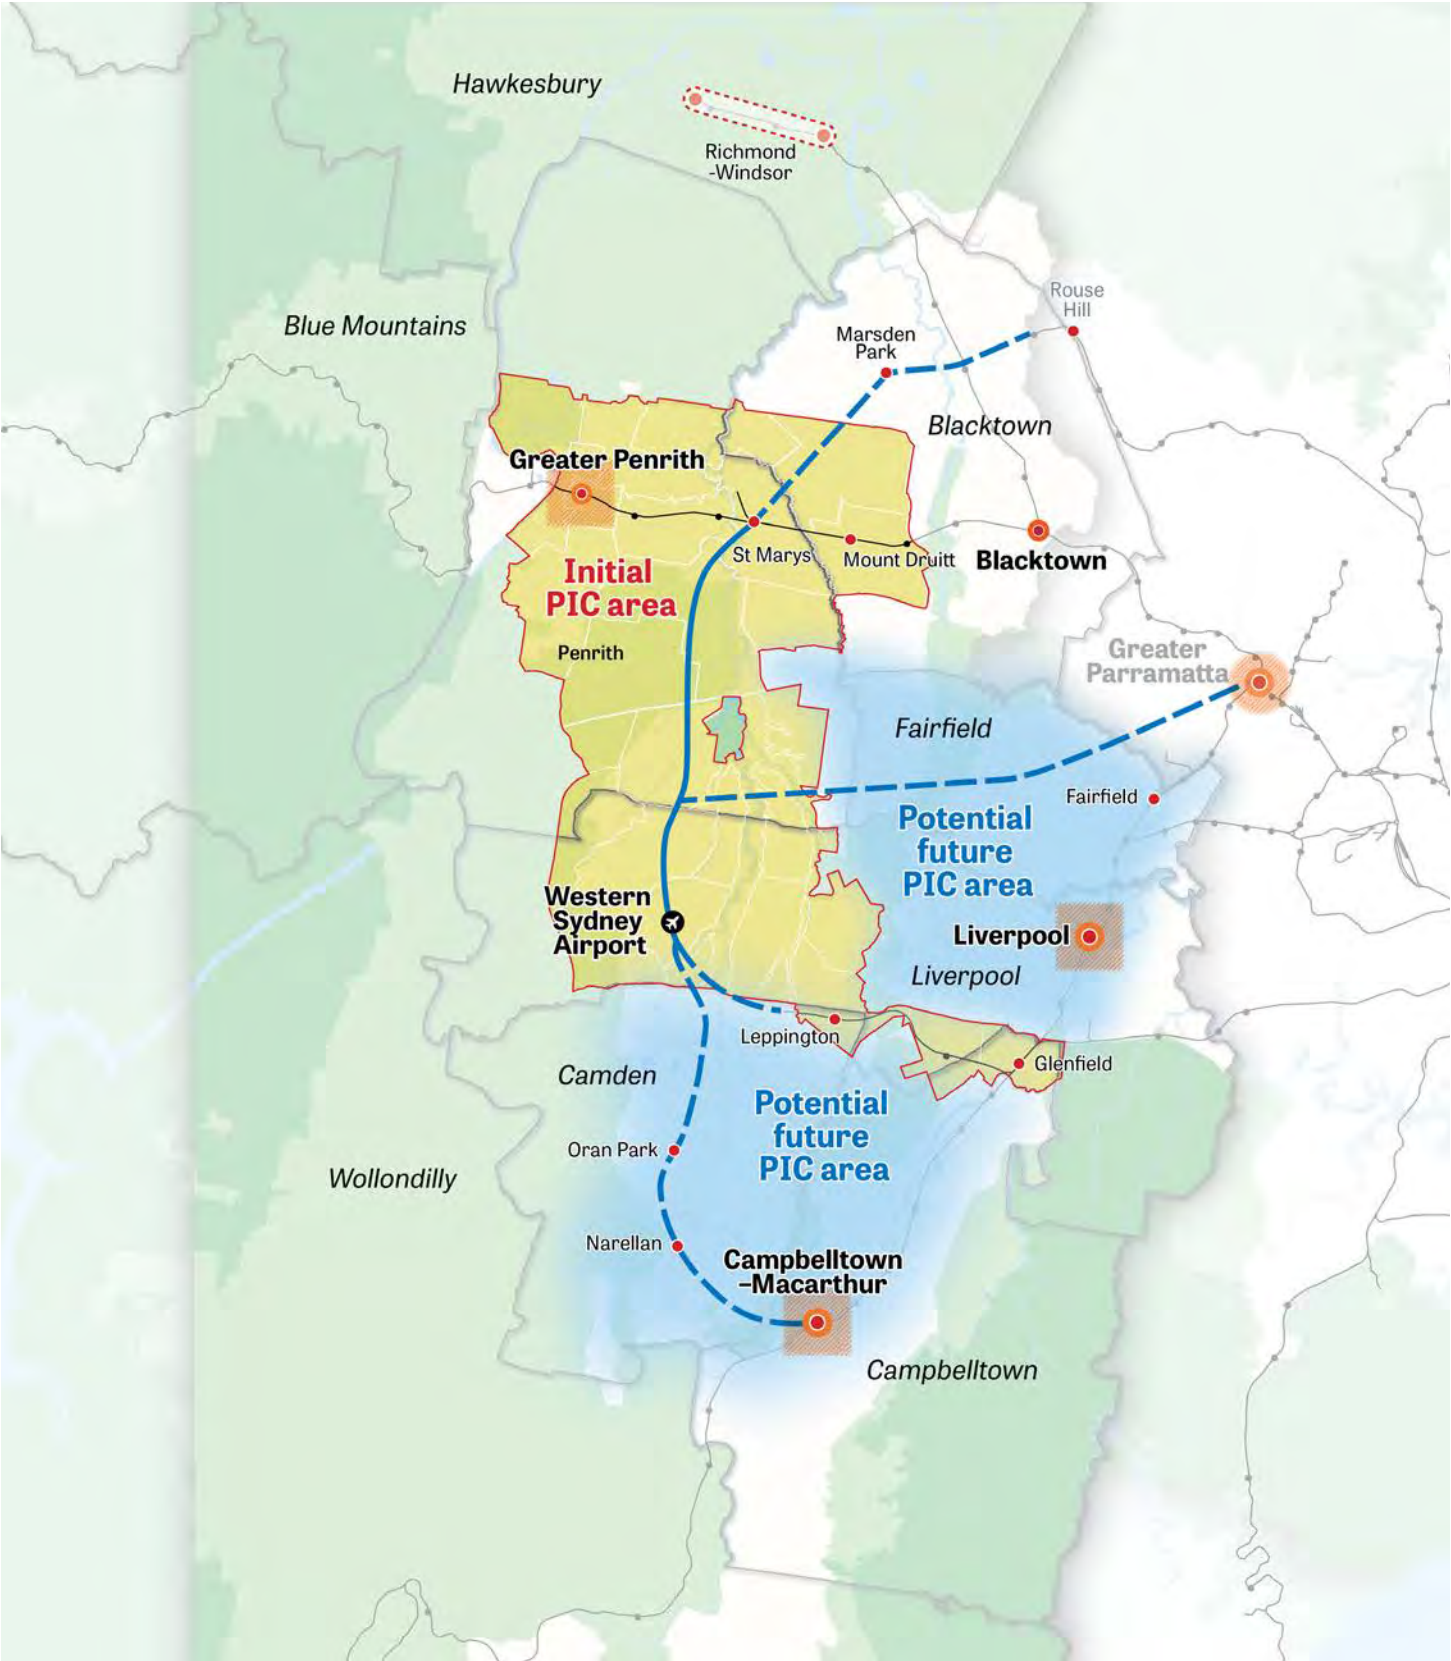 Hawkesbury
Richmond
-Windsor
Rouse
Hill
Blue Mountains
Marsden
Park
Blacktown
Greater Penrith
St Marys
Mount Druitt
Blacktown
Initial
PIC area
Penrith
Greater
Parramatta
Fairfield
Fairfield
Potential
future
PIC area
Western
Sydney
Airport
Liverpool
Liverpool
Leppington
Glenfield
Camden
Potential
future
PIC area
Oran Park
Wollondilly
Narellan
Campbelltown
–Macarthur
Campbelltown